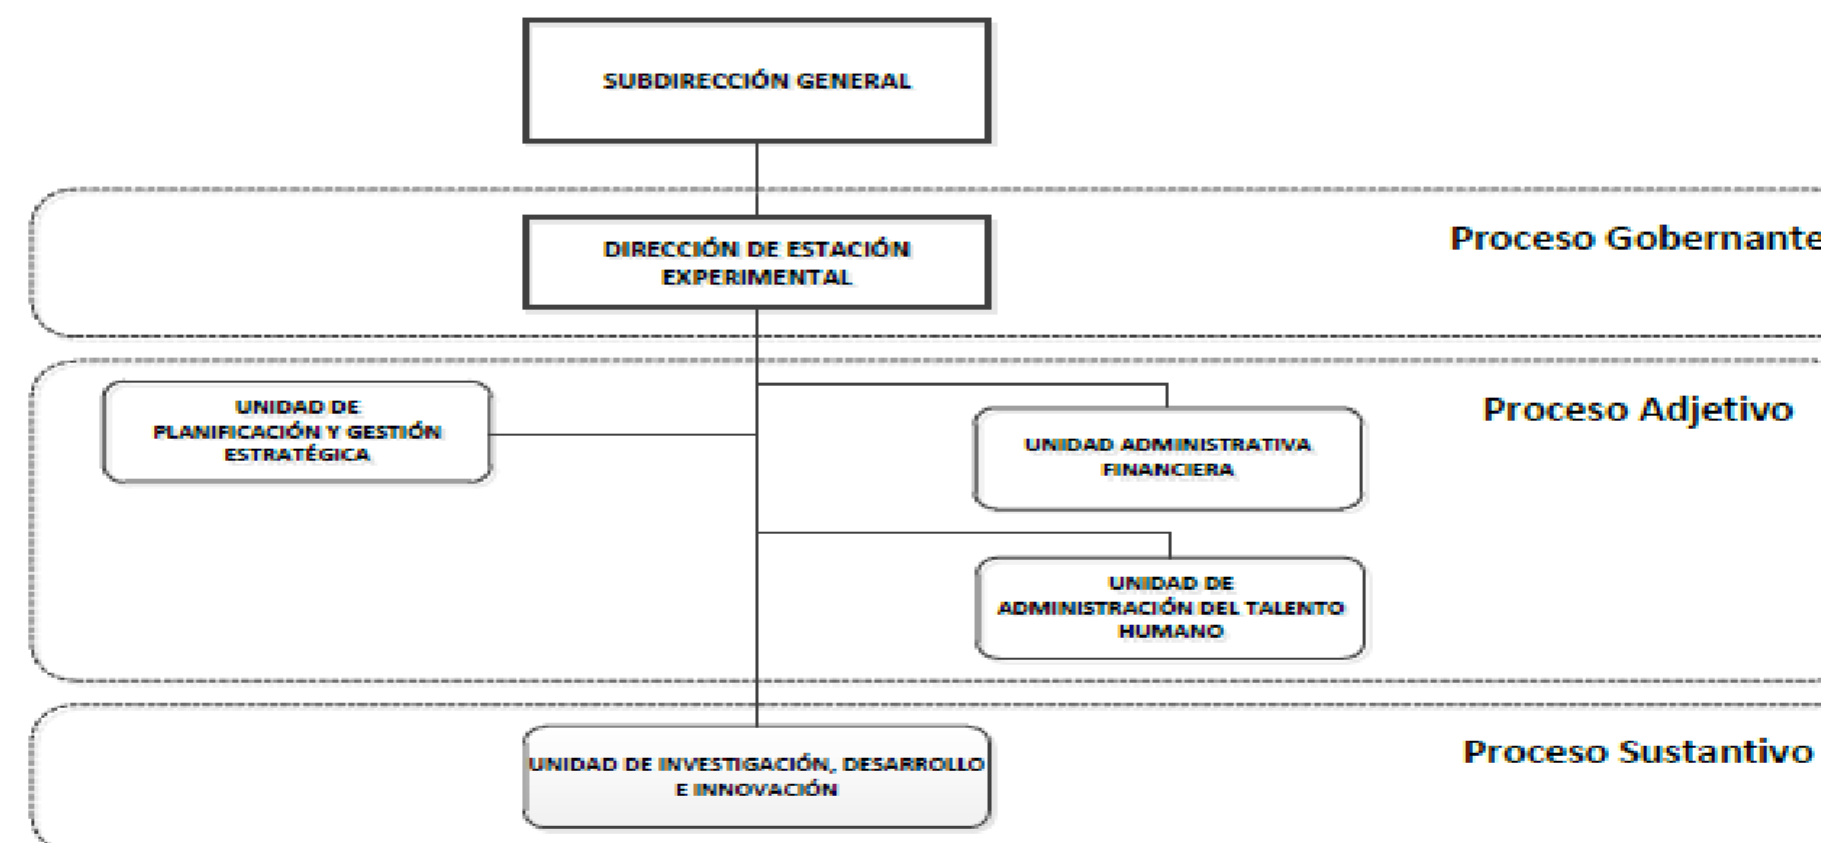 SUBDIRECCIÓN GENERAL
Proceso Gobernante
DIRECCIÓN DE ESTACIÓN
EXPERIMENTAL
Proceso Adjetivo
UNIDAD DE
PLANIFICACIÓN Y GESTIÓN
ESTRATÉGICA
UNIDAD ADMINISTRATIVA
FINANCIERA
UNIDAD DE
ADMINISTRACIÓN DEL TALENTO
HUMANO
Proceso Sustantivo
UNIDAD DE INVESTIGACIÓN, DESARROLLO
E INNOVACIÓN